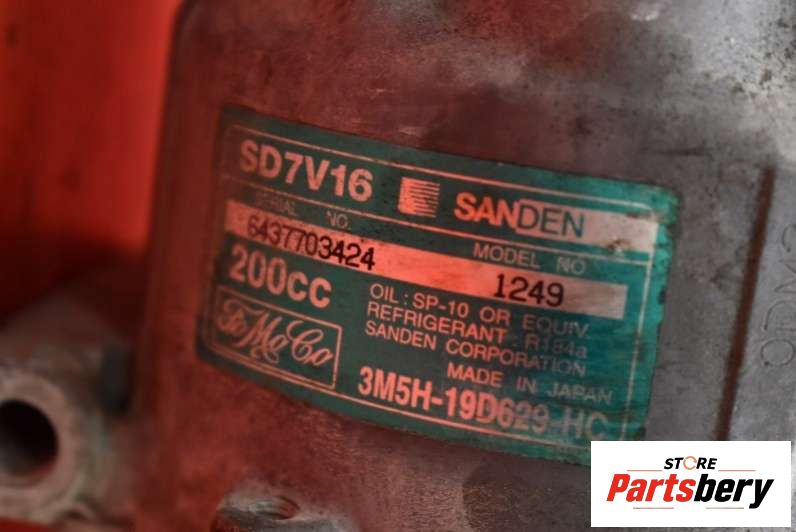 SD7V16 SANDEN
SERIAL NO. MODEL NO
6437703424 1249
200cc
OIL: SP-10 OR EQUIV.
REFRIGERANT: R134a
SANDEN CORPORATION
MADE IN JAPAN
FoMoCo
3M5H-19D629-HC
STORE
Partsbery